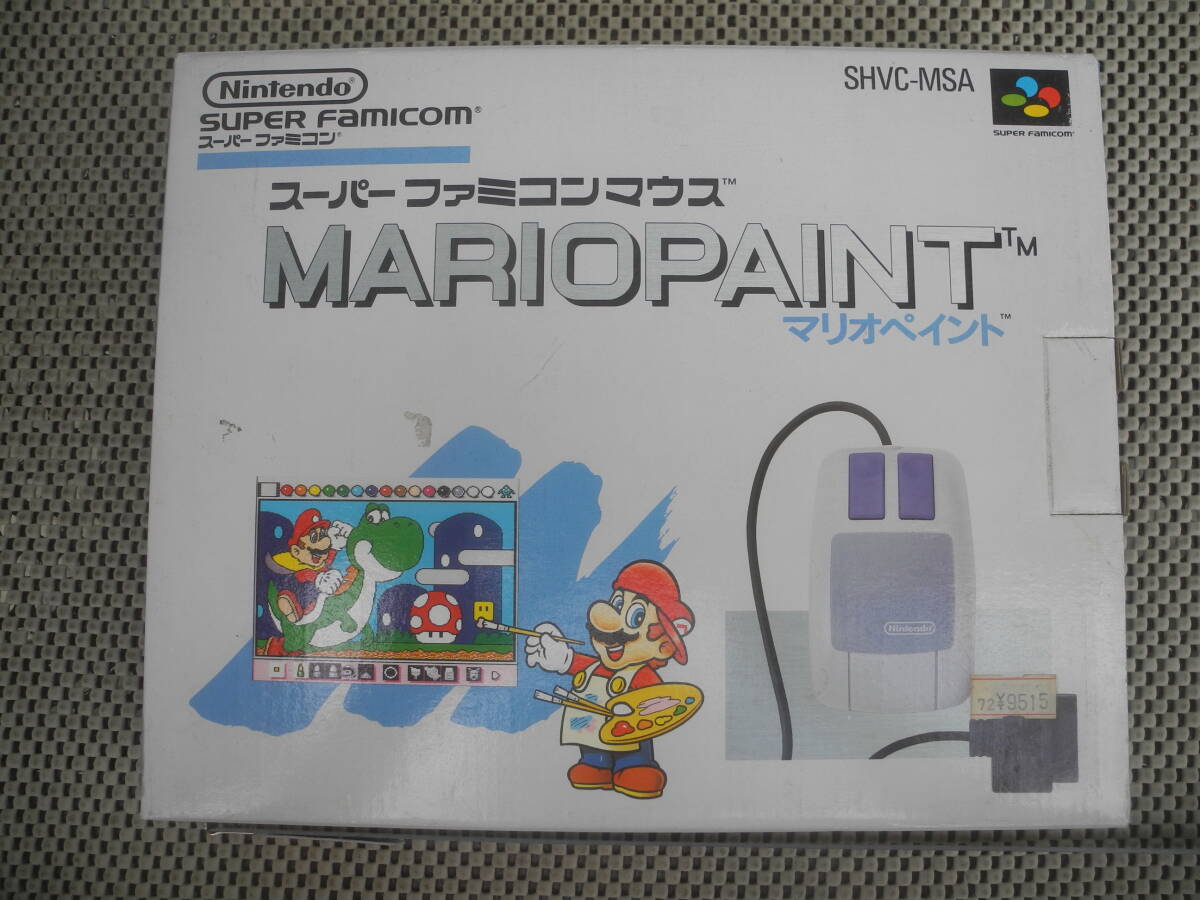 Nintendo®
SUPER FAMICOM®
スーパーファミコン®
SHVC-MSA
SUPER FAMICOM™
スーパーファミコンマウス™
MARIOPAINT™
マリオペイント™
Nintendo
72¥9515